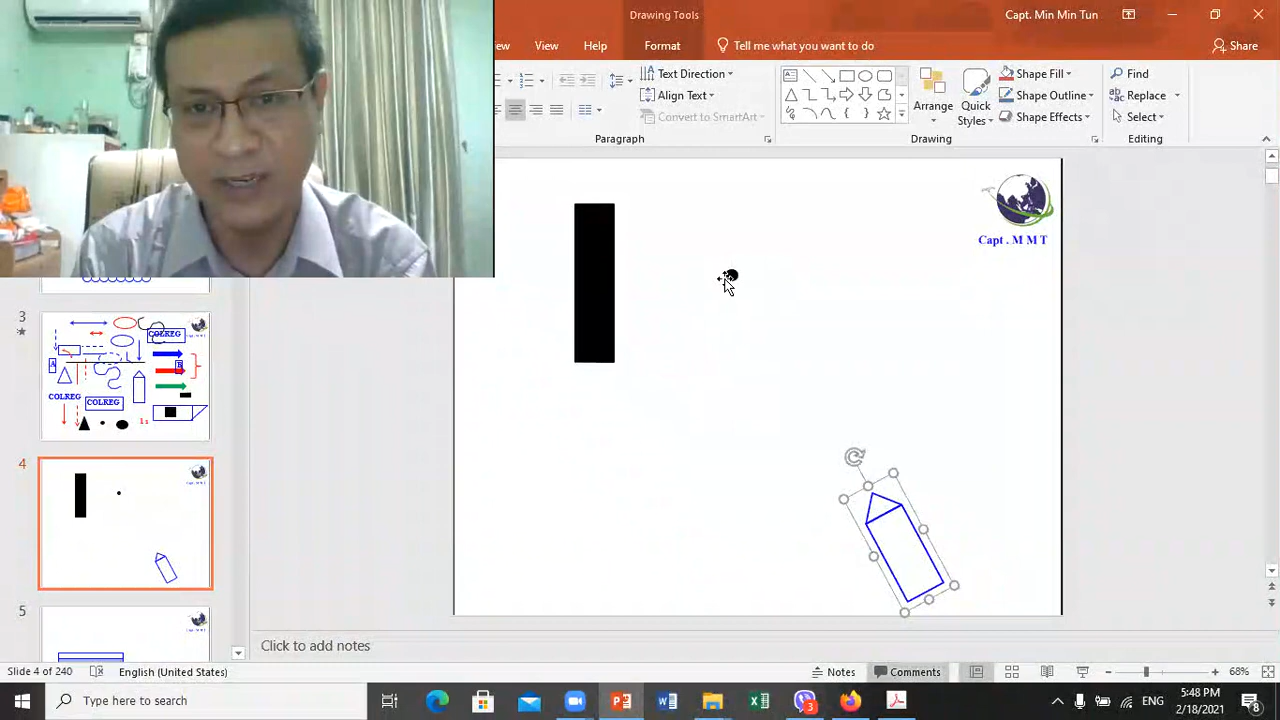 Drawing Tools
Capt. Min Min Tun
View
Help
Format
Tell me what you want to do
Share
Text Direction
Align Text
Convert to SmartArt
Paragraph
Arrange
Quick Styles
Shape Fill
Shape Outline
Shape Effects
Drawing
Find
Replace
Select
Editing
Capt . M M T
3
COLREG
A
B
COLREG
COLREG
4
5
Click to add notes
Slide 4 of 240
English (United States)
Notes
Comments
68%
Type here to search
3
ENG
5:48 PM
2/18/2021
8